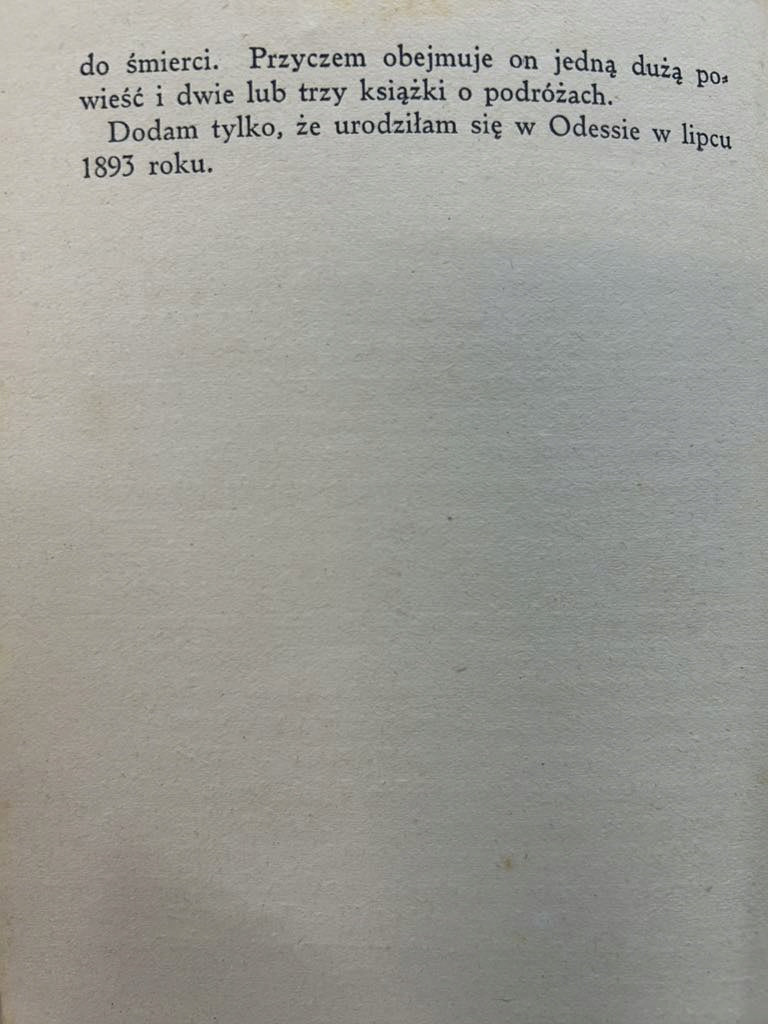 do śmierci. Przyczem obejmuje on jedną dużą po-
wieść i dwie lub trzy książki o podróżach.
Dodam tylko, że urodziłam się w Odessie w lipcu
1893 roku.